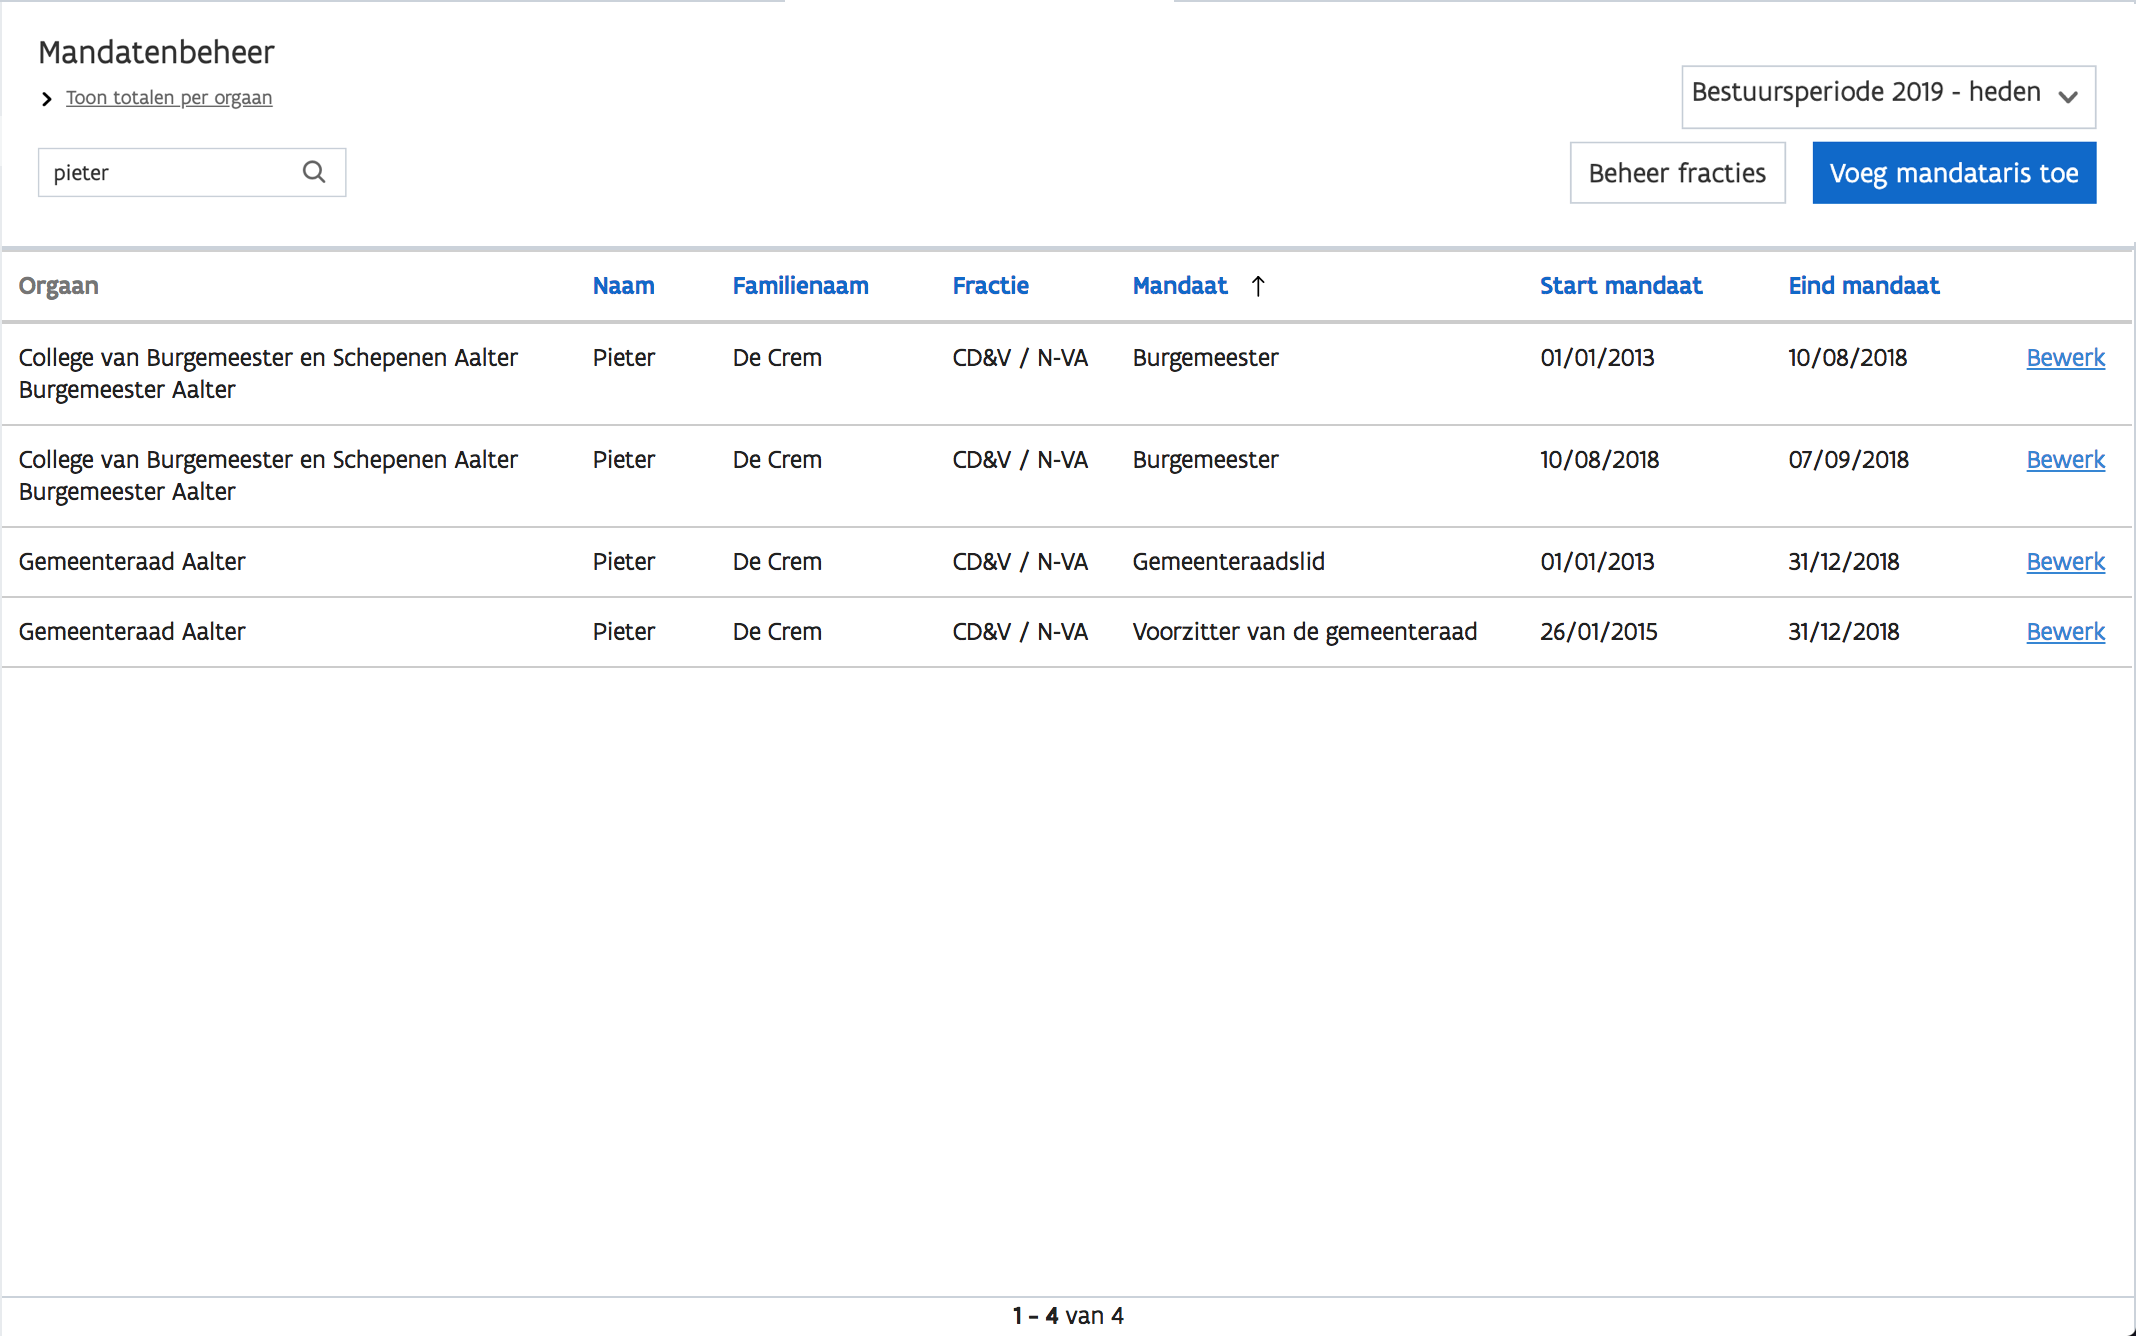 Mandatenbeheer
Toon totalen per orgaan
Bestuursperiode 2019 - heden
pieter
Beheer fracties
Voeg mandataris toe
Orgaan Naam Familienaam Fractie Mandaat ↑ Start mandaat Eind mandaat
College van Burgemeester en Schepenen Aalter Pieter De Crem CD&V / N-VA Burgemeester 01/01/2013 10/08/2018 Bewerk
Burgemeester Aalter
College van Burgemeester en Schepenen Aalter Pieter De Crem CD&V / N-VA Burgemeester 10/08/2018 07/09/2018 Bewerk
Burgemeester Aalter
Gemeenteraad Aalter Pieter De Crem CD&V / N-VA Gemeenteraadslid 01/01/2013 31/12/2018 Bewerk
Gemeenteraad Aalter Pieter De Crem CD&V / N-VA Voorzitter van de gemeenteraad 26/01/2015 31/12/2018 Bewerk
1 - 4 van 4